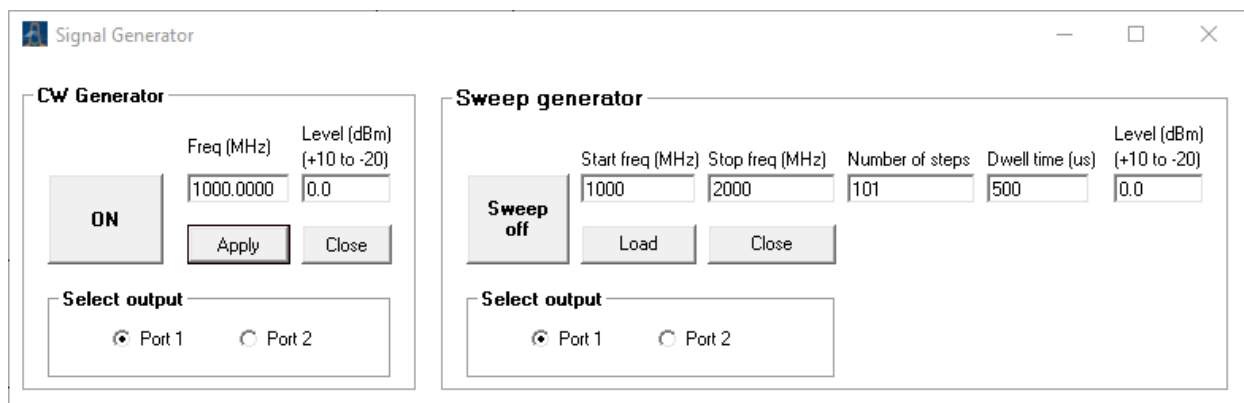 Signal Generator
CW Generator
Freq (MHz)
Level (dBm)
(+10 to -20)
ON
1000.0000
0.0
Apply
Close
Select output
Port 1
Port 2
Sweep generator
Start freq (MHz)
Stop freq (MHz)
Number of steps
Dwell time (us)
Level (dBm)
(+10 to -20)
Sweep
off
1000
2000
101
500
0.0
Load
Close
Select output
Port 1
Port 2